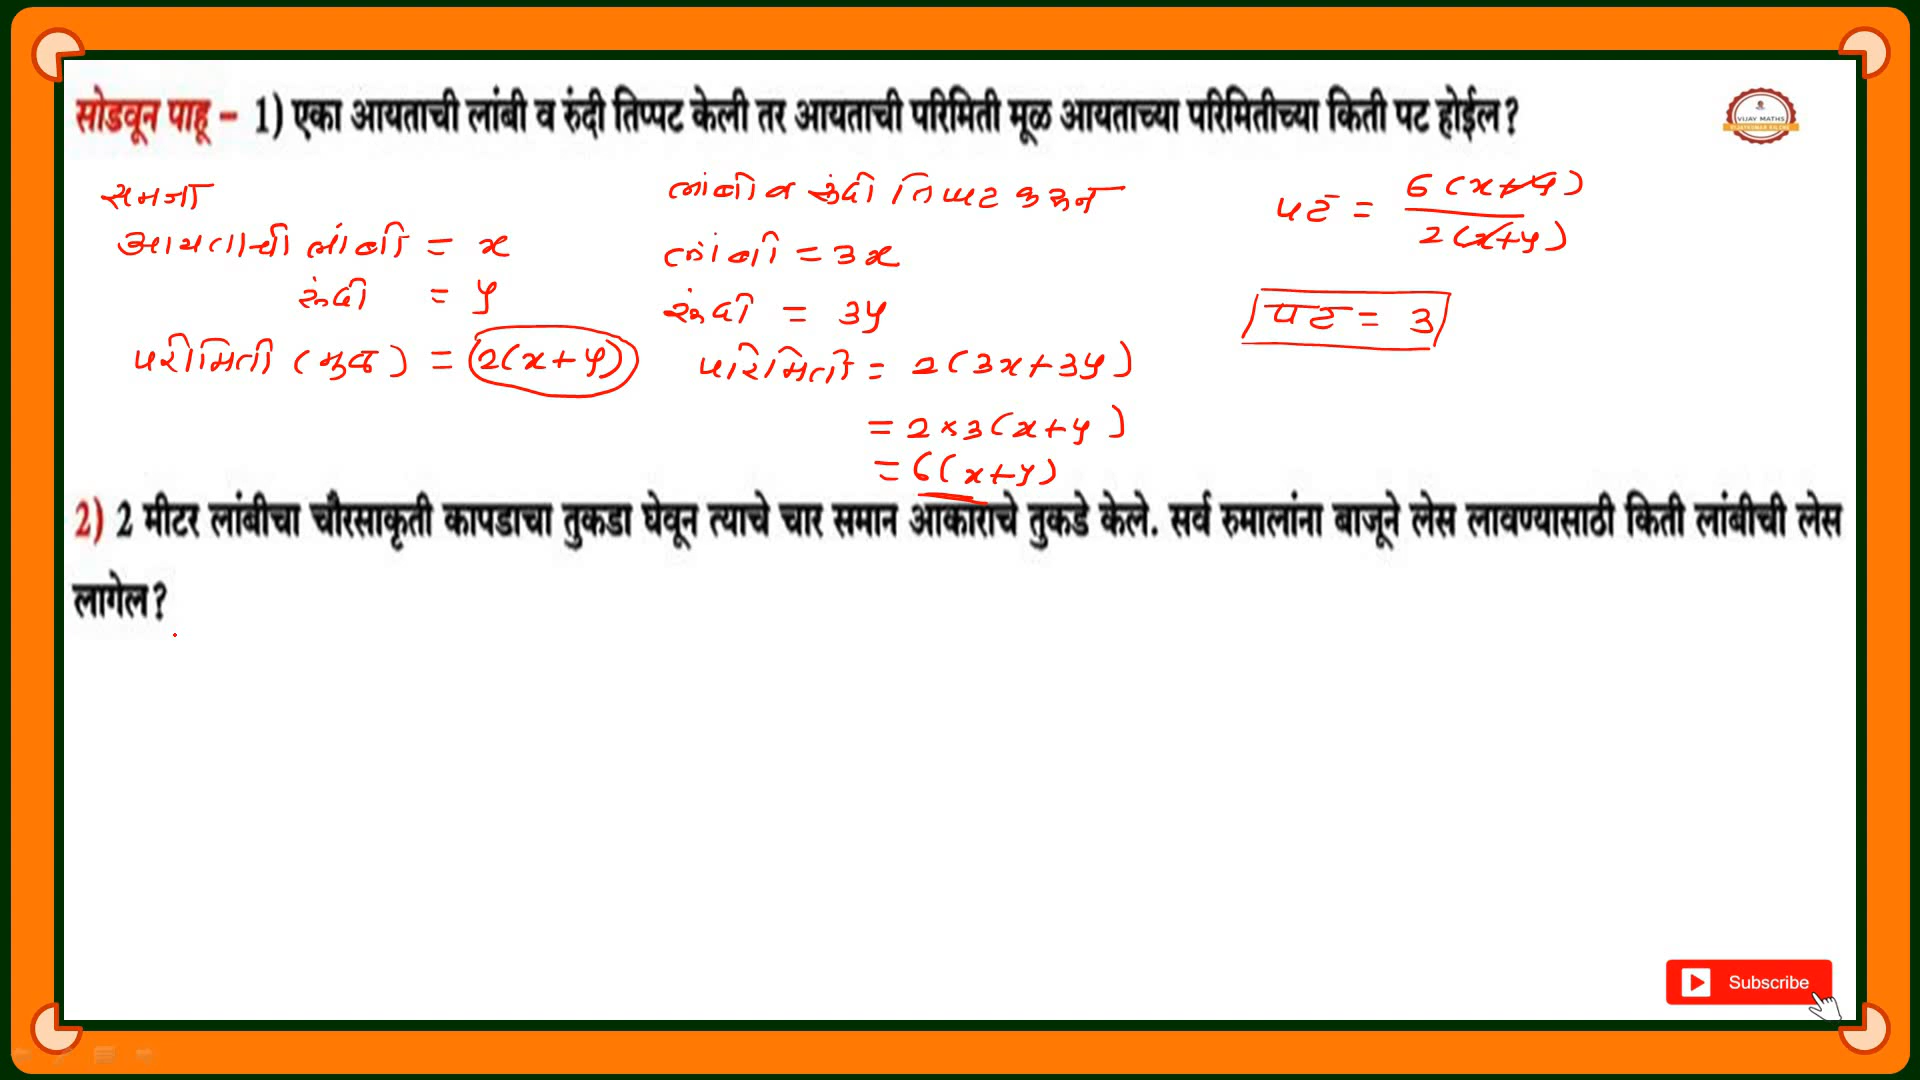 सोडवून पाहू – 1) एका आयताची लांबी व रुंदी तिप्पट केली तर आयताची परिमिती मूळ आयताच्या परिमितीच्या किती पट होईल?
VIJAY MATHS
समजा
आयताची लांबी = x
रुंदी = y
परीमिती (मुळ) = 2(x+y)
लांबी व रुंदी तिप्पट करून
लांबी = 3x
रुंदी = 3y
परिमिती = 2(3x+3y)
= 2×3(x+y)
= 6(x+y)
पट = 6(x+y)
2(x+y)
पट = 3
2) 2 मीटर लांबीचा चौरसाकृती कापडाचा तुकडा घेवून त्याचे चार समान आकाराचे तुकडे केले. सर्व रुमालांना बाजूने लेस लावण्यासाठी किती लांबीची लेस
लागेल?
Subscribe